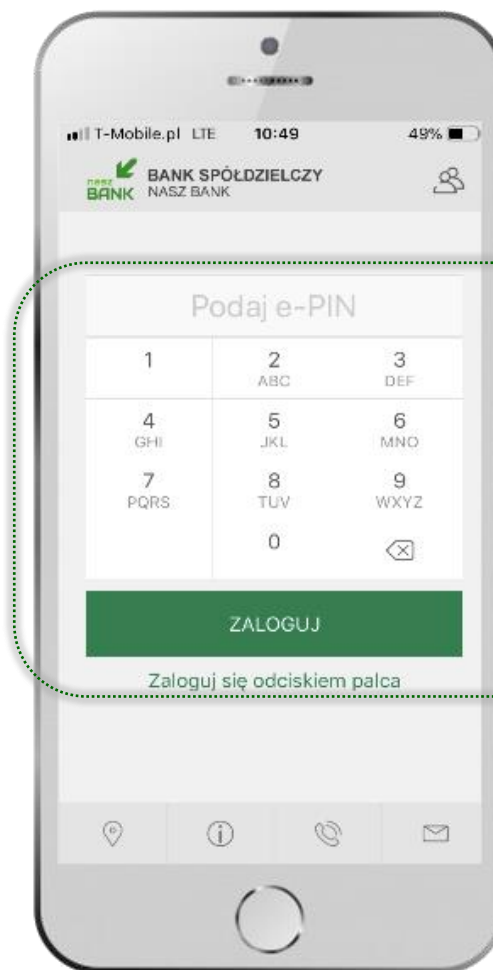 T-Mobile.pl LTE 10:49 49%
nasz BANK BANK SPÓŁDZIELCZY
NASZ BANK
Podaj e-PIN
1 2 3
ABC DEF
4 5 6
GHI JKL MNO
7 8 9
PQRS TUV WXYZ
0
ZALOGUJ
Zaloguj się odciskiem palca